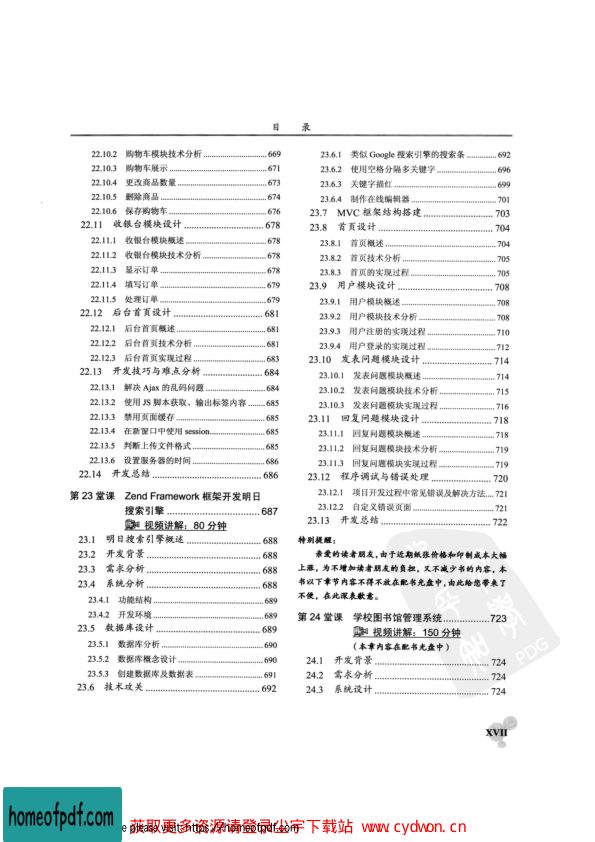 目 录
22.10.2 购物车模块技术分析 669
22.10.3 购物车展示 671
22.10.4 更改商品数量 673
22.10.5 删除商品 674
22.10.6 保存购物车 676
22.11 收银台模块设计 678
22.11.1 收银台模块概述 678
22.11.2 收银台模块技术分析 678
22.11.3 显示订单 678
22.11.4 填写订单 679
22.11.5 处理订单 679
22.12 后台首页设计 681
22.12.1 后台首页概述 681
22.12.2 后台首页技术分析 681
22.12.3 后台首页实现过程 683
22.13 开发技巧与难点分析 684
22.13.1 解决 Ajax 的乱码问题 684
22.13.2 使用 JS 脚本获取、输出标签内容 685
22.13.3 禁用页面缓存 685
22.13.4 在新窗口中使用 session 685
22.13.5 判断上传文件格式 685
22.13.6 设置服务器的时间 686
22.14 开发总结 686
第 23 堂课 Zend Framework 框架开发明日
搜索引擎 687
视频讲解：80 分钟
23.1 明日搜索引擎概述 688
23.2 开发背景 688
23.3 需求分析 688
23.4 系统分析 688
23.4.1 功能结构 689
23.4.2 开发环境 689
23.5 数据库设计 689
23.5.1 数据库分析 690
23.5.2 数据库概念设计 690
23.5.3 创建数据库及数据表 691
23.6 技术攻关 692
23.6.1 类似 Google 搜索引擎的搜索条 692
23.6.2 使用空格分隔多关键字 696
23.6.3 关键字描红 699
23.6.4 制作在线编辑器 701
23.7 MVC 框架结构搭建 703
23.8 首页设计 704
23.8.1 首页概述 704
23.8.2 首页技术分析 705
23.8.3 首页的实现过程 705
23.9 用户模块设计 708
23.9.1 用户模块概述 708
23.9.2 用户模块技术分析 708
23.9.3 用户注册的实现过程 710
23.9.4 用户登录的实现过程 712
23.10 发表问题模块设计 714
23.10.1 发表问题模块概述 714
23.10.2 发表问题模块技术分析 715
23.10.3 发表问题模块实现过程 716
23.11 回复问题模块设计 718
23.11.1 回复问题模块概述 718
23.11.2 回复问题模块技术分析 719
23.11.3 回复问题模块实现过程 719
23.12 程序调试与错误处理 720
23.12.1 项目开发过程中常见错误及解决方法 721
23.12.2 自定义错误页面 721
23.13 开发总结 722
特别提醒：
亲爱的读者朋友，由于近期纸张价格和印制成本大幅
上涨，为不增加读者朋友的负担，又不减少书的内容，本
书以下章节内容不得不放在配书光盘中，由此给您带来了
不便，在此深表歉意。
第 24 堂课 学校图书馆管理系统 723
视频讲解：150 分钟
（本章内容在配书光盘中）
24.1 开发背景 724
24.2 需求分析 724
24.3 系统设计 724
PDG
XVII
homeofpdf.com
e please visit: https://homeofpdf.com
获取更多资源请登录公宇下载站 www.cydwon.cn